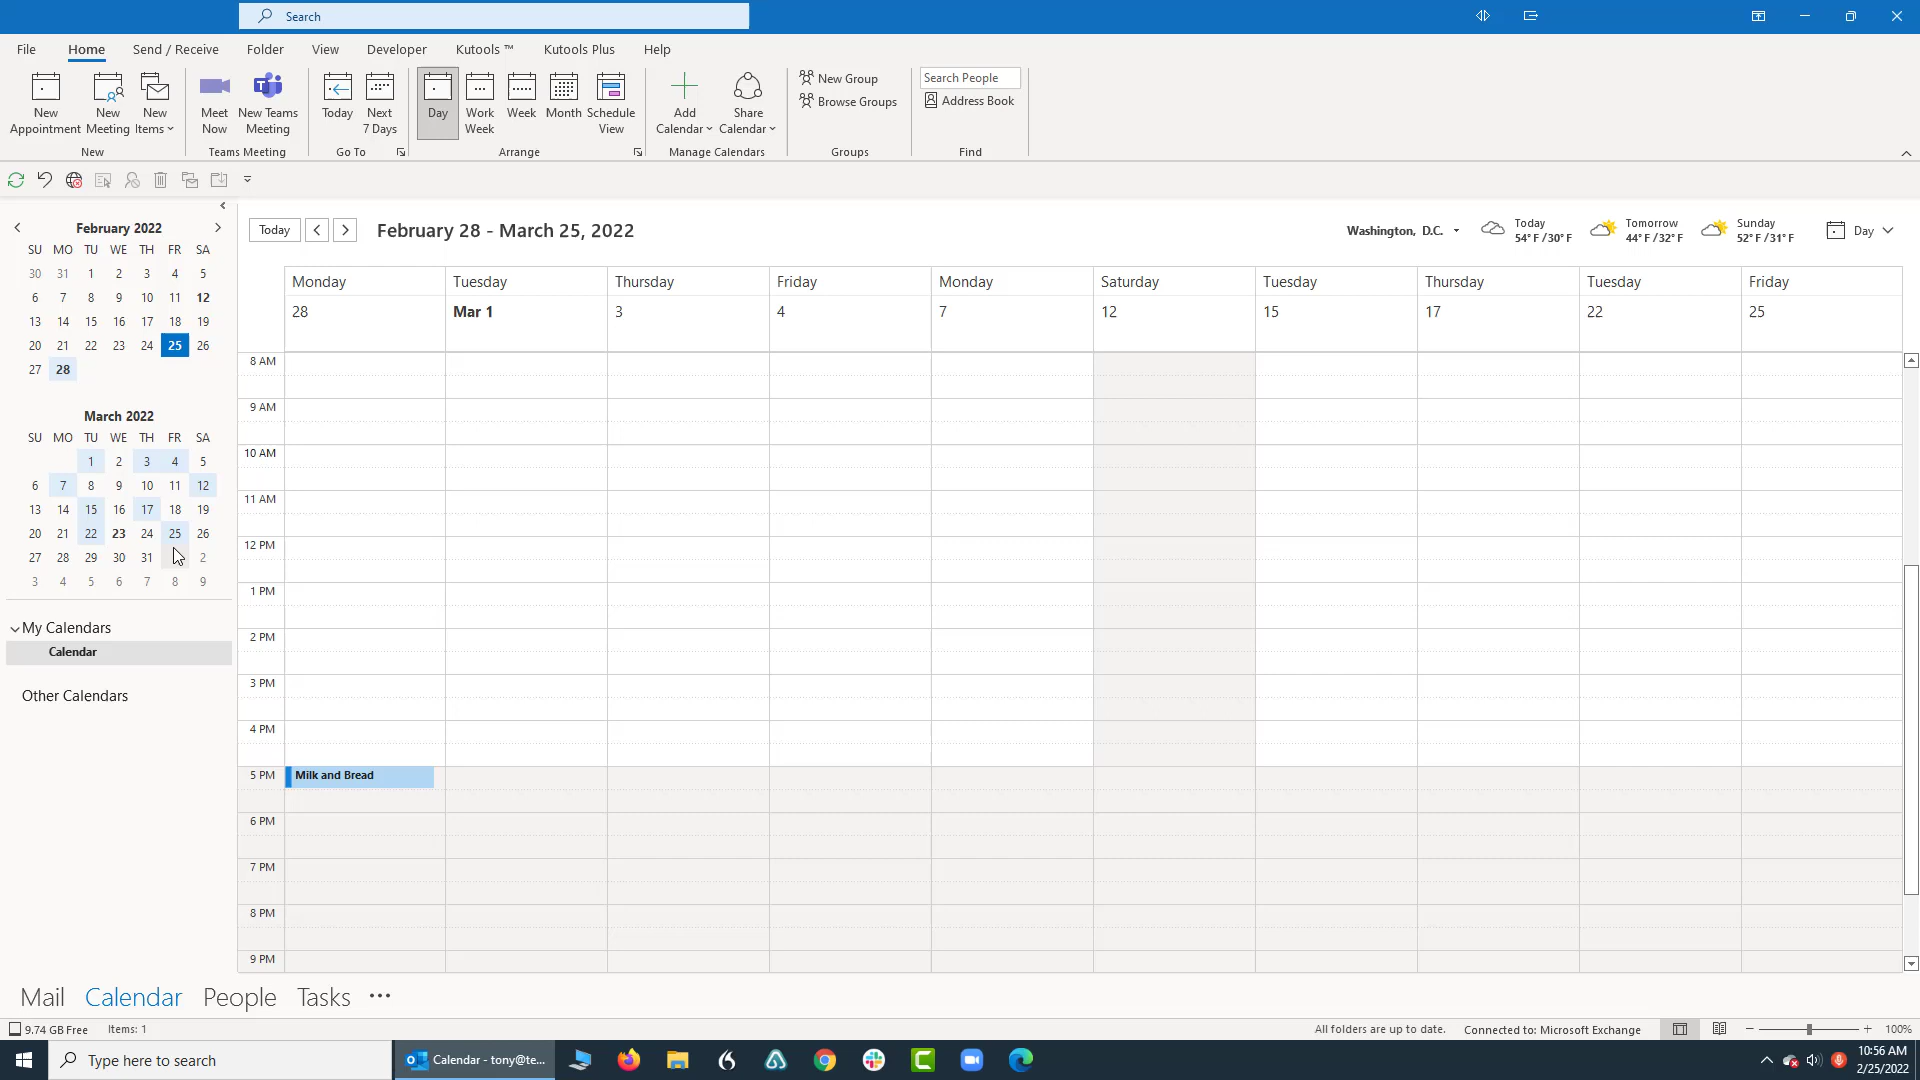 Search
File Home Send / Receive Folder View Developer Kutools ™ Kutools Plus Help
New Appointment
New Meeting
New Items
New
Meet Now
New Teams Meeting
Teams Meeting
Today
Next 7 Days
Go To
Day
Work Week
Week
Month
Schedule View
Arrange
Add Calendar
Share Calendar
Manage Calendars
New Group
Browse Groups
Groups
Search People
Address Book
Find
February 2022
SU MO TU WE TH FR SA
30 31 1 2 3 4 5
6 7 8 9 10 11 12
13 14 15 16 17 18 19
20 21 22 23 24 25 26
27 28
March 2022
SU MO TU WE TH FR SA
1 2 3 4 5
6 7 8 9 10 11 12
13 14 15 16 17 18 19
20 21 22 23 24 25 26
27 28 29 30 31 2
3 4 5 6 7 8 9
My Calendars
Calendar
Other Calendars
Today
February 28 - March 25, 2022
Washington, D.C.
Today
54° F /30° F
Tomorrow
44° F /32° F
Sunday
52° F /31° F
Day
Monday Tuesday Thursday Friday Monday Saturday Tuesday Thursday Tuesday Friday
28 Mar 1 3 4 7 12 15 17 22 25
8 AM
9 AM
10 AM
11 AM
12 PM
1 PM
2 PM
3 PM
4 PM
5 PM Milk and Bread
6 PM
7 PM
8 PM
9 PM
Mail Calendar People Tasks
9.74 GB Free Items: 1
All folders are up to date. Connected to: Microsoft Exchange
100%
Type here to search
Calendar - tony@te...
10:56 AM
2/25/2022